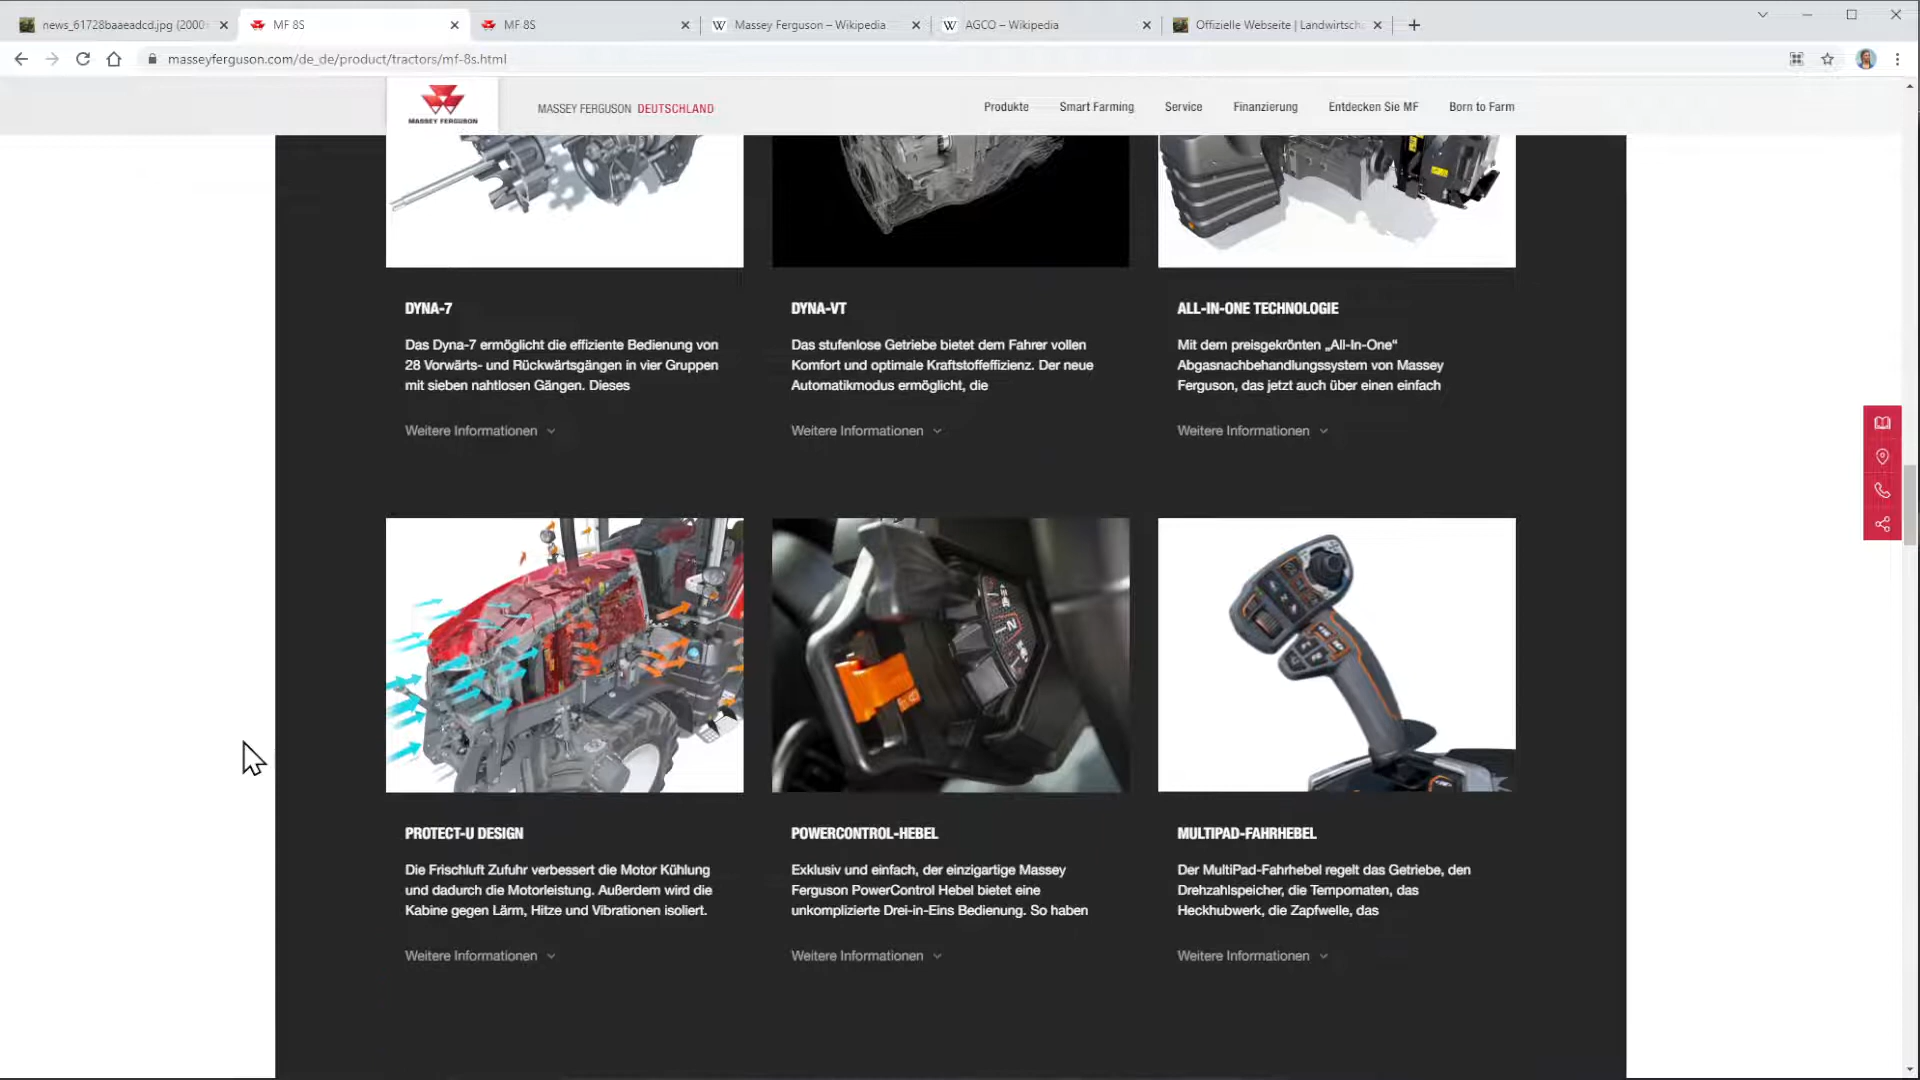 news_61728baaeadcd.jpg (2000
MF 8S
MF 8S
Massey Ferguson – Wikipedia
AGCO – Wikipedia
Offizielle Webseite | Landwirtsch
masseyferguson.com/de_de/product/tractors/mf-8s.html
MASSEY FERGUSON
MASSEY FERGUSON DEUTSCHLAND
Produkte
Smart Farming
Service
Finanzierung
Entdecken Sie MF
Born to Farm
DYNA-7
Das Dyna-7 ermöglicht die effiziente Bedienung von
28 Vorwärts- und Rückwärtsgängen in vier Gruppen
mit sieben nahtlosen Gängen. Dieses
Weitere Informationen
DYNA-VT
Das stufenlose Getriebe bietet dem Fahrer vollen
Komfort und optimale Kraftstoffeffizienz. Der neue
Automatikmodus ermöglicht, die
Weitere Informationen
ALL-IN-ONE TECHNOLOGIE
Mit dem preisgekrönten „All-In-One“
Abgasnachbehandlungssystem von Massey
Ferguson, das jetzt auch über einen einfach
Weitere Informationen
N
PROTECT-U DESIGN
Die Frischluft Zufuhr verbessert die Motor Kühlung
und dadurch die Motorleistung. Außerdem wird die
Kabine gegen Lärm, Hitze und Vibrationen isoliert.
Weitere Informationen
POWERCONTROL-HEBEL
Exklusiv und einfach, der einzigartige Massey
Ferguson PowerControl Hebel bietet eine
unkomplizierte Drei-in-Eins Bedienung. So haben
Weitere Informationen
MULTIPAD-FAHRHEBEL
Der MultiPad-Fahrhebel regelt das Getriebe, den
Drehzahlspeicher, die Tempomaten, das
Heckhubwerk, die Zapfwelle, das
Weitere Informationen